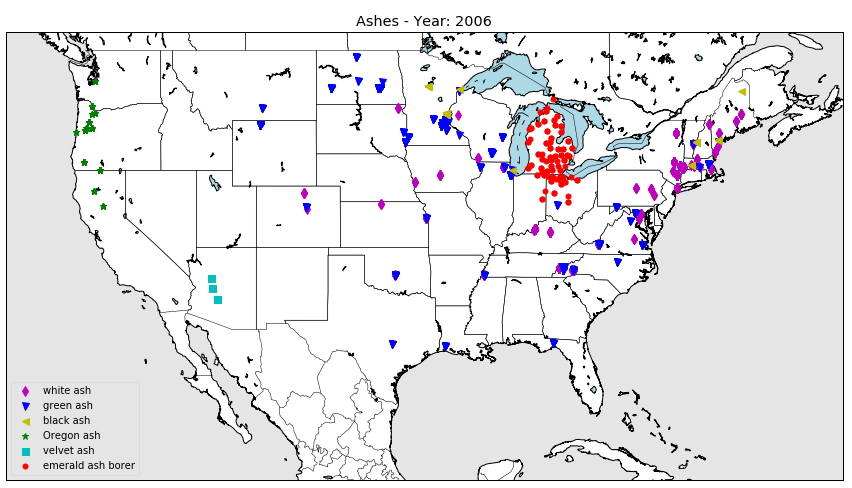 Ashes - Year: 2006
white ash
green ash
black ash
Oregon ash
velvet ash
emerald ash borer